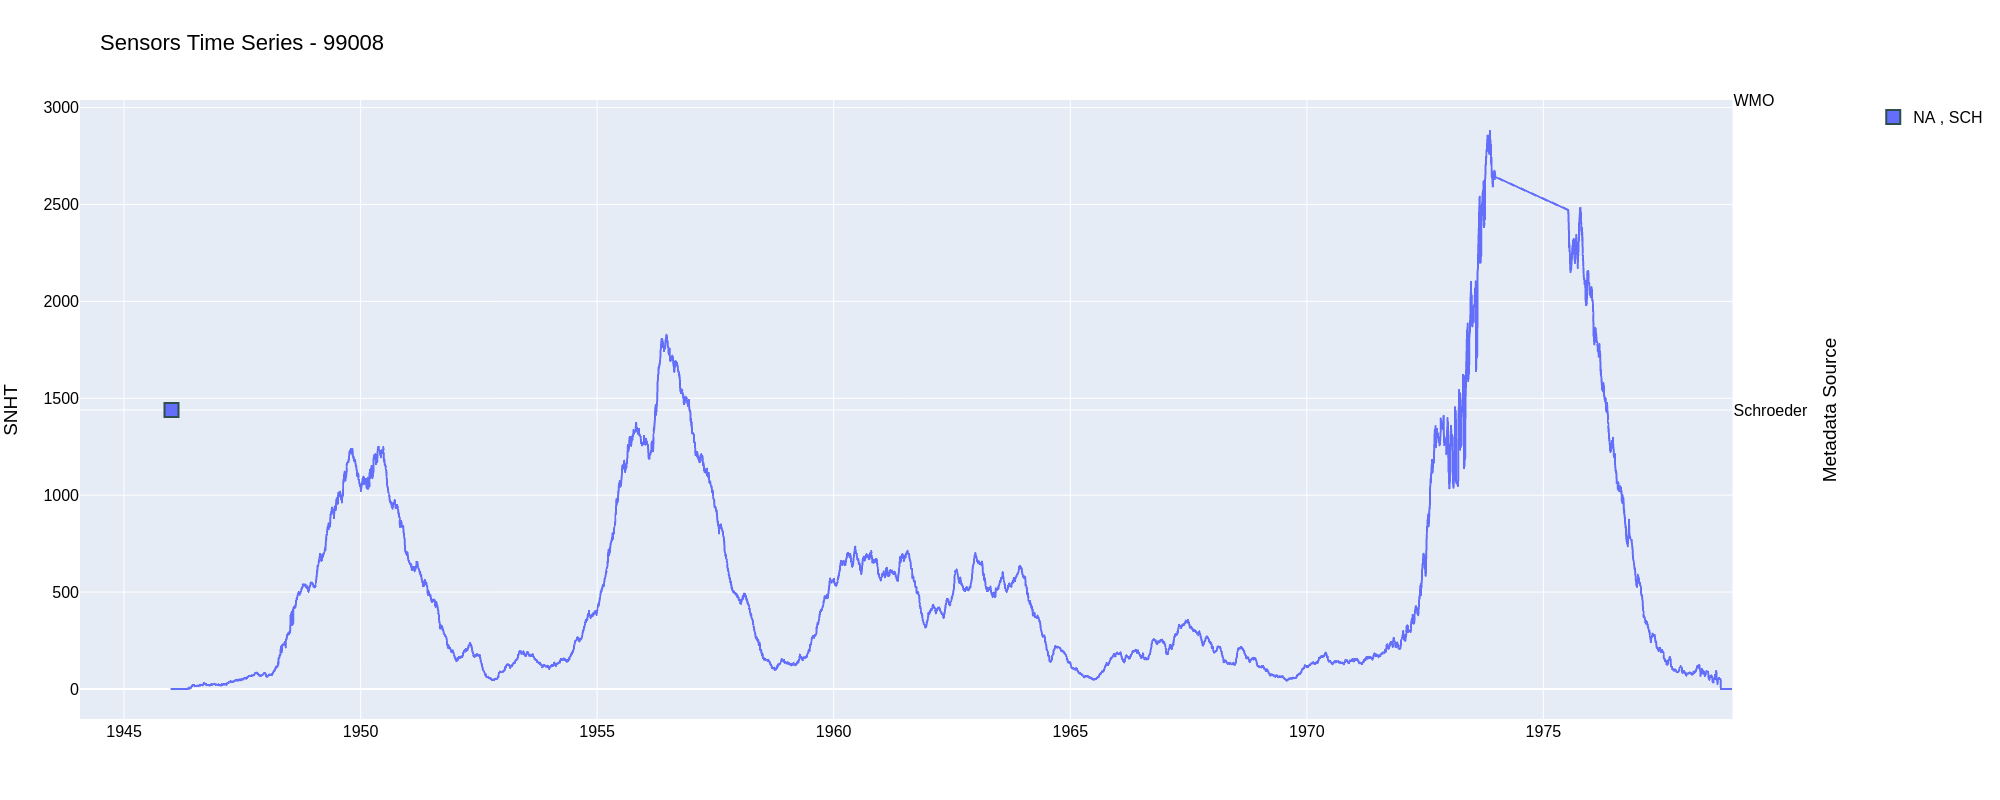 Sensors Time Series - 99008
3000
2500
2000
1500
1000
500
0
SNHT
1945
1950
1955
1960
1965
1970
1975
WMO
Schroeder
Metadata Source
NA , SCH